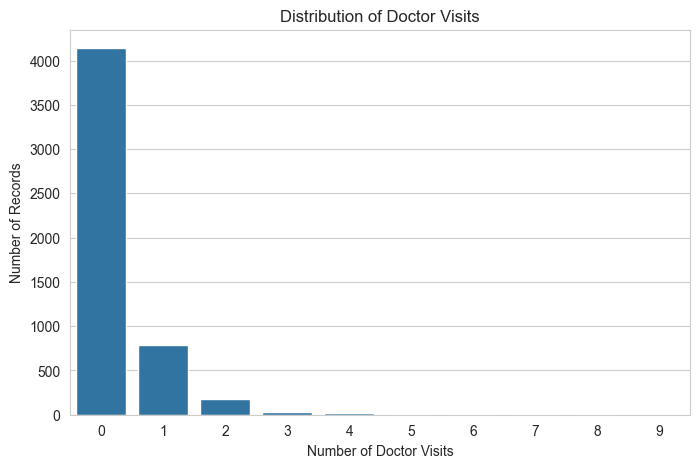 Distribution of Doctor Visits
Number of Records
4000
3500
3000
2500
2000
1500
1000
500
0
0 1 2 3 4 5 6 7 8 9
Number of Doctor Visits